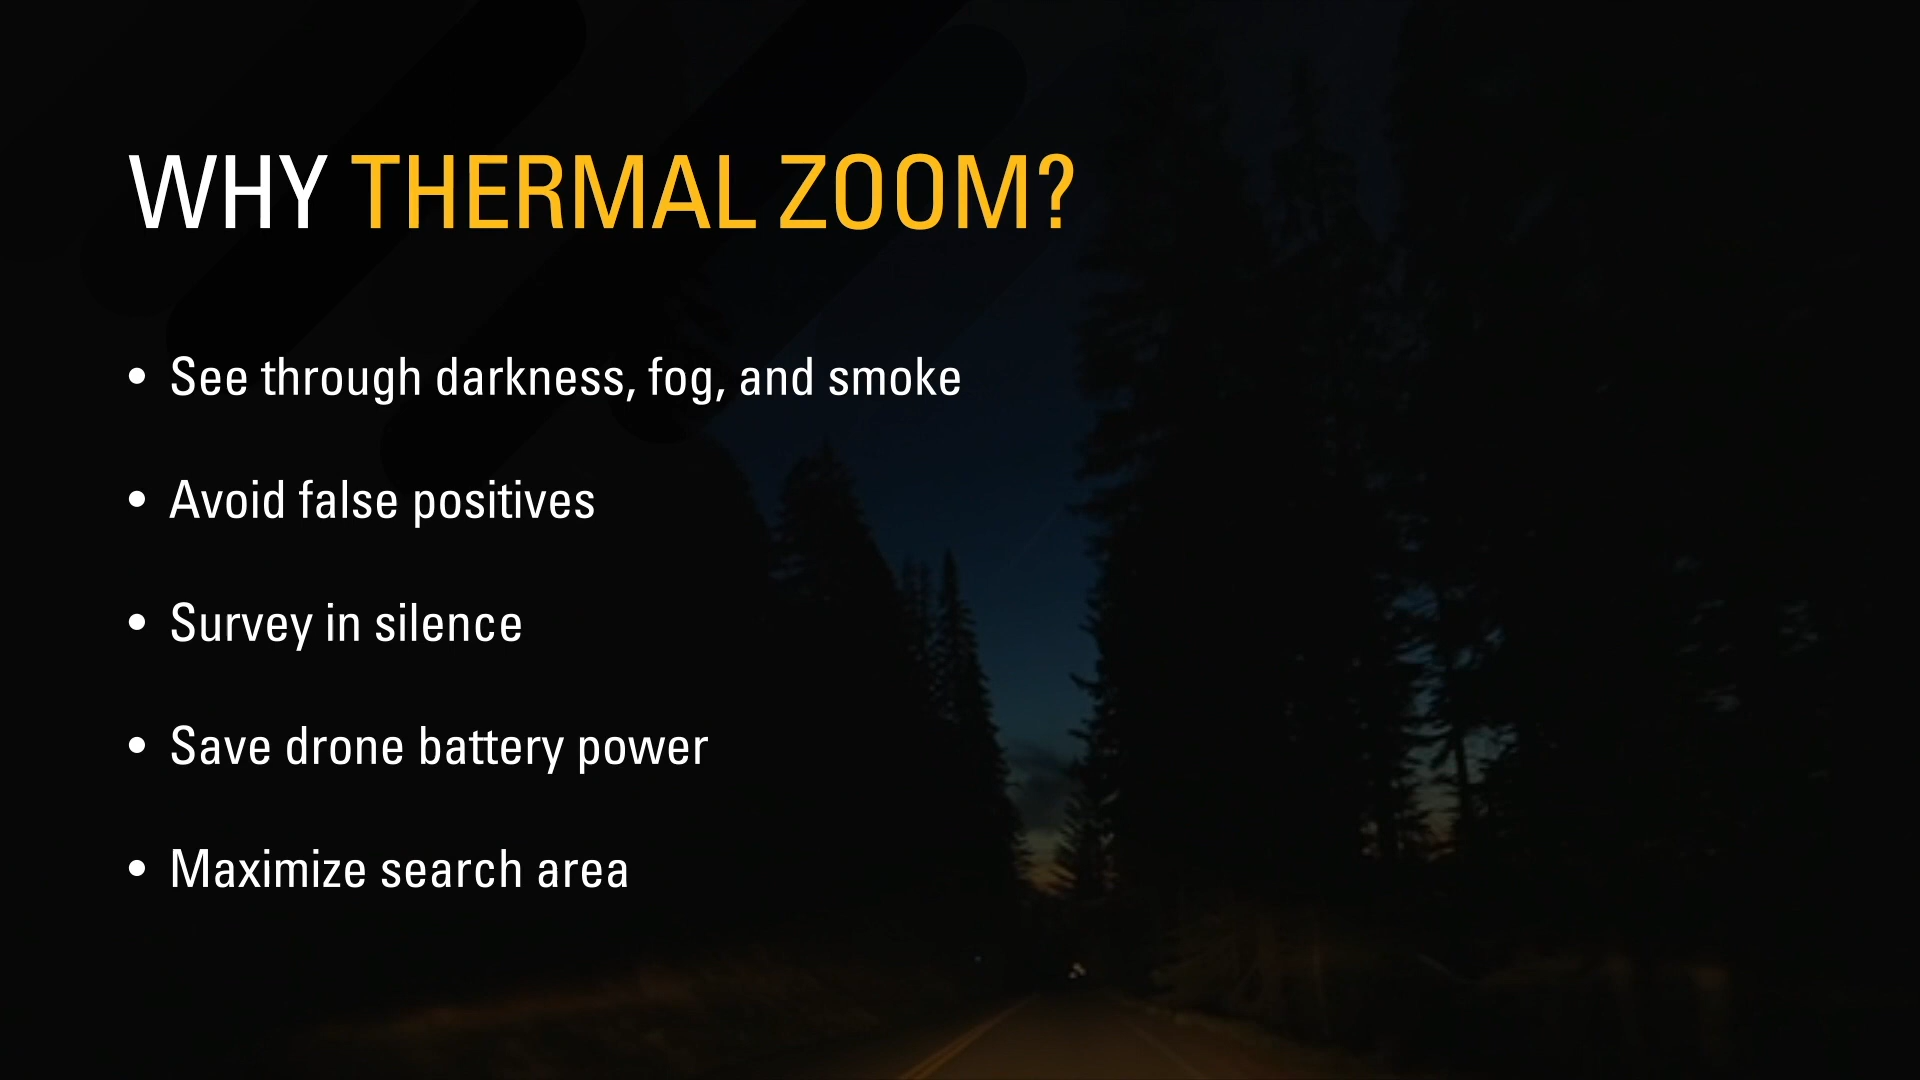 WHY THERMAL ZOOM?
• See through darkness, fog, and smoke
• Avoid false positives
• Survey in silence
• Save drone battery power
• Maximize search area